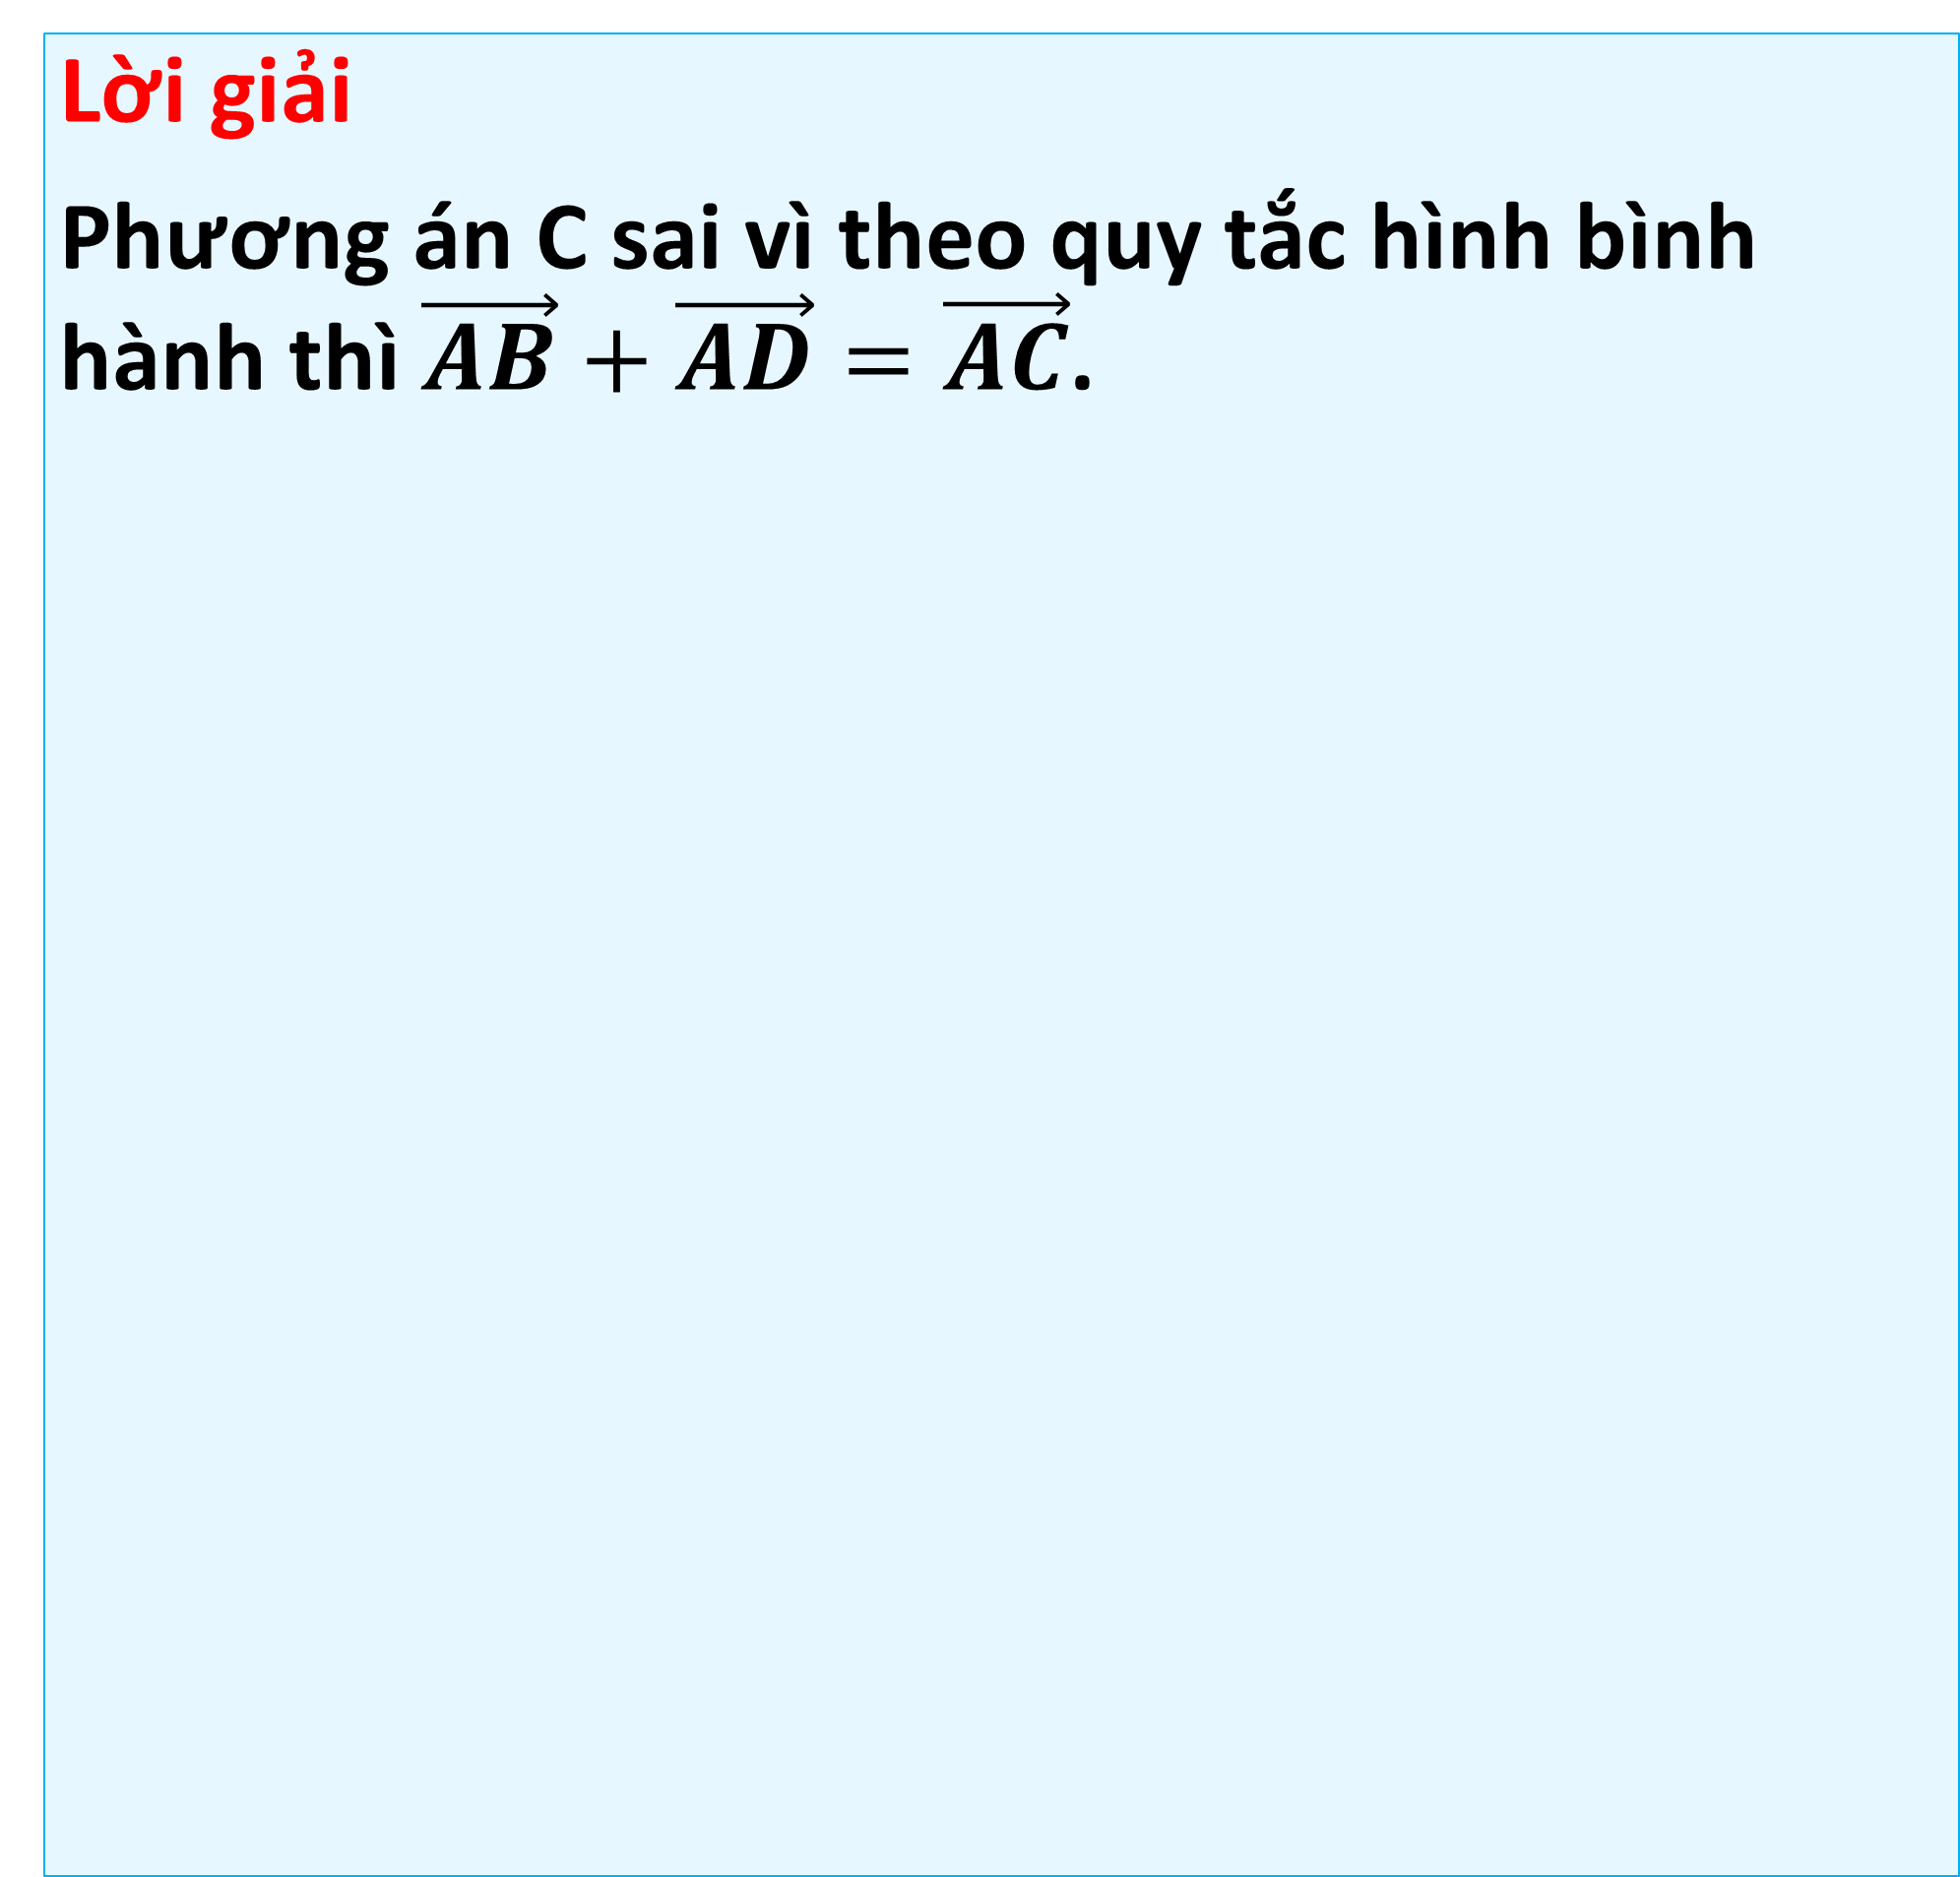 Lời giải
Phương án C sai vì theo quy tắc hình bình
hành thì $\overrightarrow{AB} + \overrightarrow{AD} = \overrightarrow{AC}$.